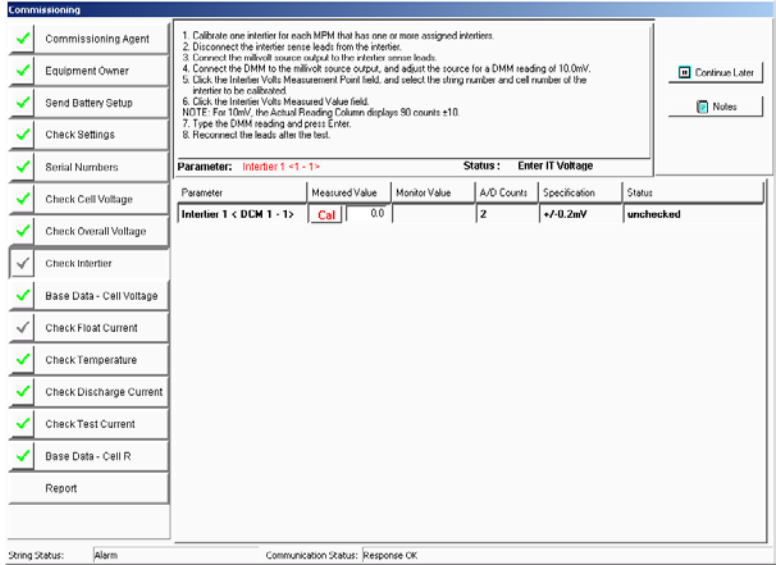 Commissioning
Commissioning Agent
Equipment Owner
Send Battery Setup
Check Settings
Serial Numbers
Check Cell Voltage
Check Overall Voltage
Check Intertier
Base Data - Cell Voltage
Check Float Current
Check Temperature
Check Discharge Current
Check Test Current
Base Data - Cell R
Report
1. Calibrate one intertier for each MPM that has one or more assigned intertiers.
2. Disconnect the intertier sense leads from the intertier.
3. Connect the millivolt source output to the intertier sense leads.
4. Connect the DMM to the millivolt source output, and adjust the source for a DMM reading of 10.0mV.
5. Click the Intertier Volts Measurement Point field, and select the string number and cell number of the
intertier to be calibrated.
6. Click the Intertier Volts Measured Value field.
NOTE: For 10mV, the Actual Reading Column displays 90 counts ±10.
7. Type the DMM reading and press Enter.
8. Reconnect the leads after the test.
Parameter: Intertier 1 <1 - 1> Status : Enter IT Voltage
Continue Later
Notes
Parameter Measured Value Monitor Value A/D Counts Specification Status
Intertier 1 < DCM 1 - 1> Cal 0.0 2 +/-0.2mV unchecked
String Status: Alarm Communication Status: Response OK